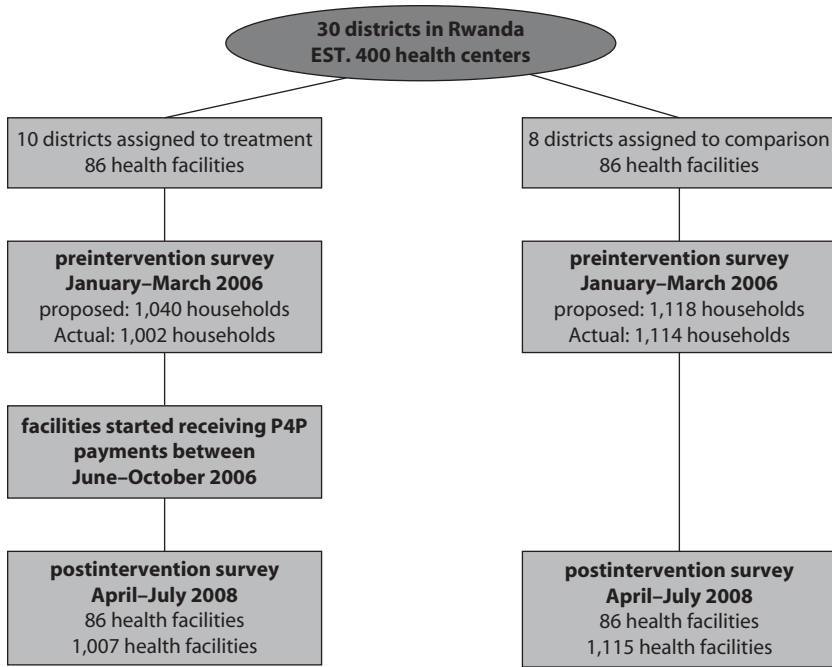 30 districts in Rwanda
EST. 400 health centers
10 districts assigned to treatment
86 health facilities
8 districts assigned to comparison
86 health facilities
preintervention survey
January–March 2006
proposed: 1,040 households
Actual: 1,002 households
preintervention survey
January–March 2006
proposed: 1,118 households
Actual: 1,114 households
facilities started receiving P4P
payments between
June–October 2006
postintervention survey
April–July 2008
86 health facilities
1,007 health facilities
postintervention survey
April–July 2008
86 health facilities
1,115 health facilities